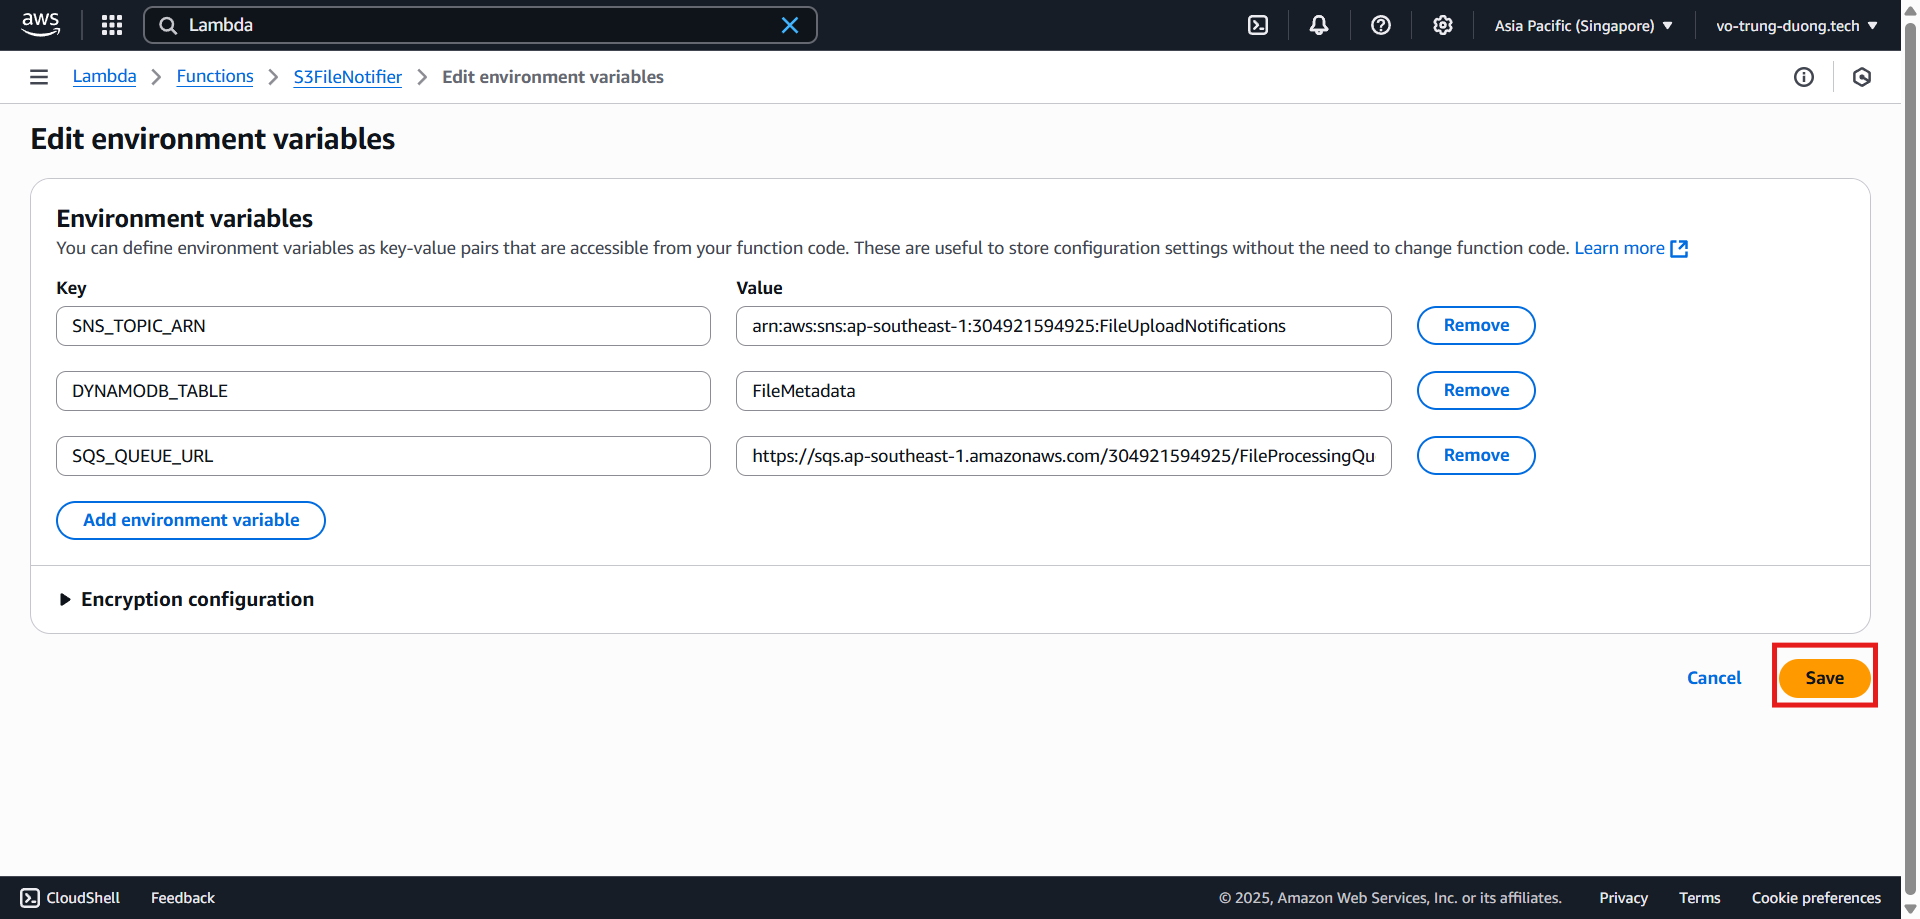 aws
Lambda
Asia Pacific (Singapore)
vo-trung-duong.tech
Lambda
Functions
S3FileNotifier
Edit environment variables
Edit environment variables
Environment variables
You can define environment variables as key-value pairs that are accessible from your function code. These are useful to store configuration settings without the need to change function code. Learn more
Key
Value
SNS_TOPIC_ARN
arn:aws:sns:ap-southeast-1:304921594925:FileUploadNotifications
Remove
DYNAMODB_TABLE
FileMetadata
Remove
SQS_QUEUE_URL
https://sqs.ap-southeast-1.amazonaws.com/304921594925/FileProcessingQu
Remove
Add environment variable
Encryption configuration
Cancel
Save
CloudShell
Feedback
© 2025, Amazon Web Services, Inc. or its affiliates.
Privacy
Terms
Cookie preferences